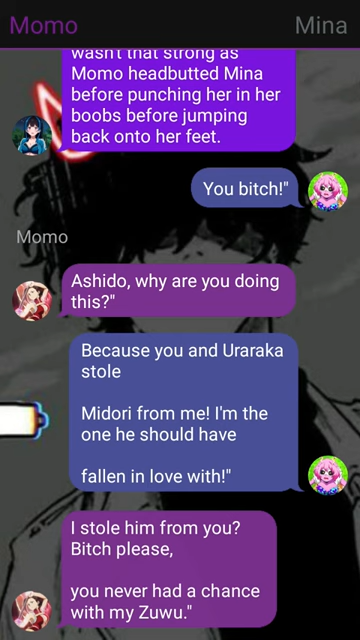 Momo
Mina
wasn't that strong as
Momo headbutted Mina
before punching her in her
boobs before jumping
back onto her feet.
You bitch!"
Momo
Ashido, why are you doing
this?"
Because you and Uraraka
stole
Midori from me! I'm the
one he should have
fallen in love with!"
I stole him from you?
Bitch please,
you never had a chance
with my Zuwu."